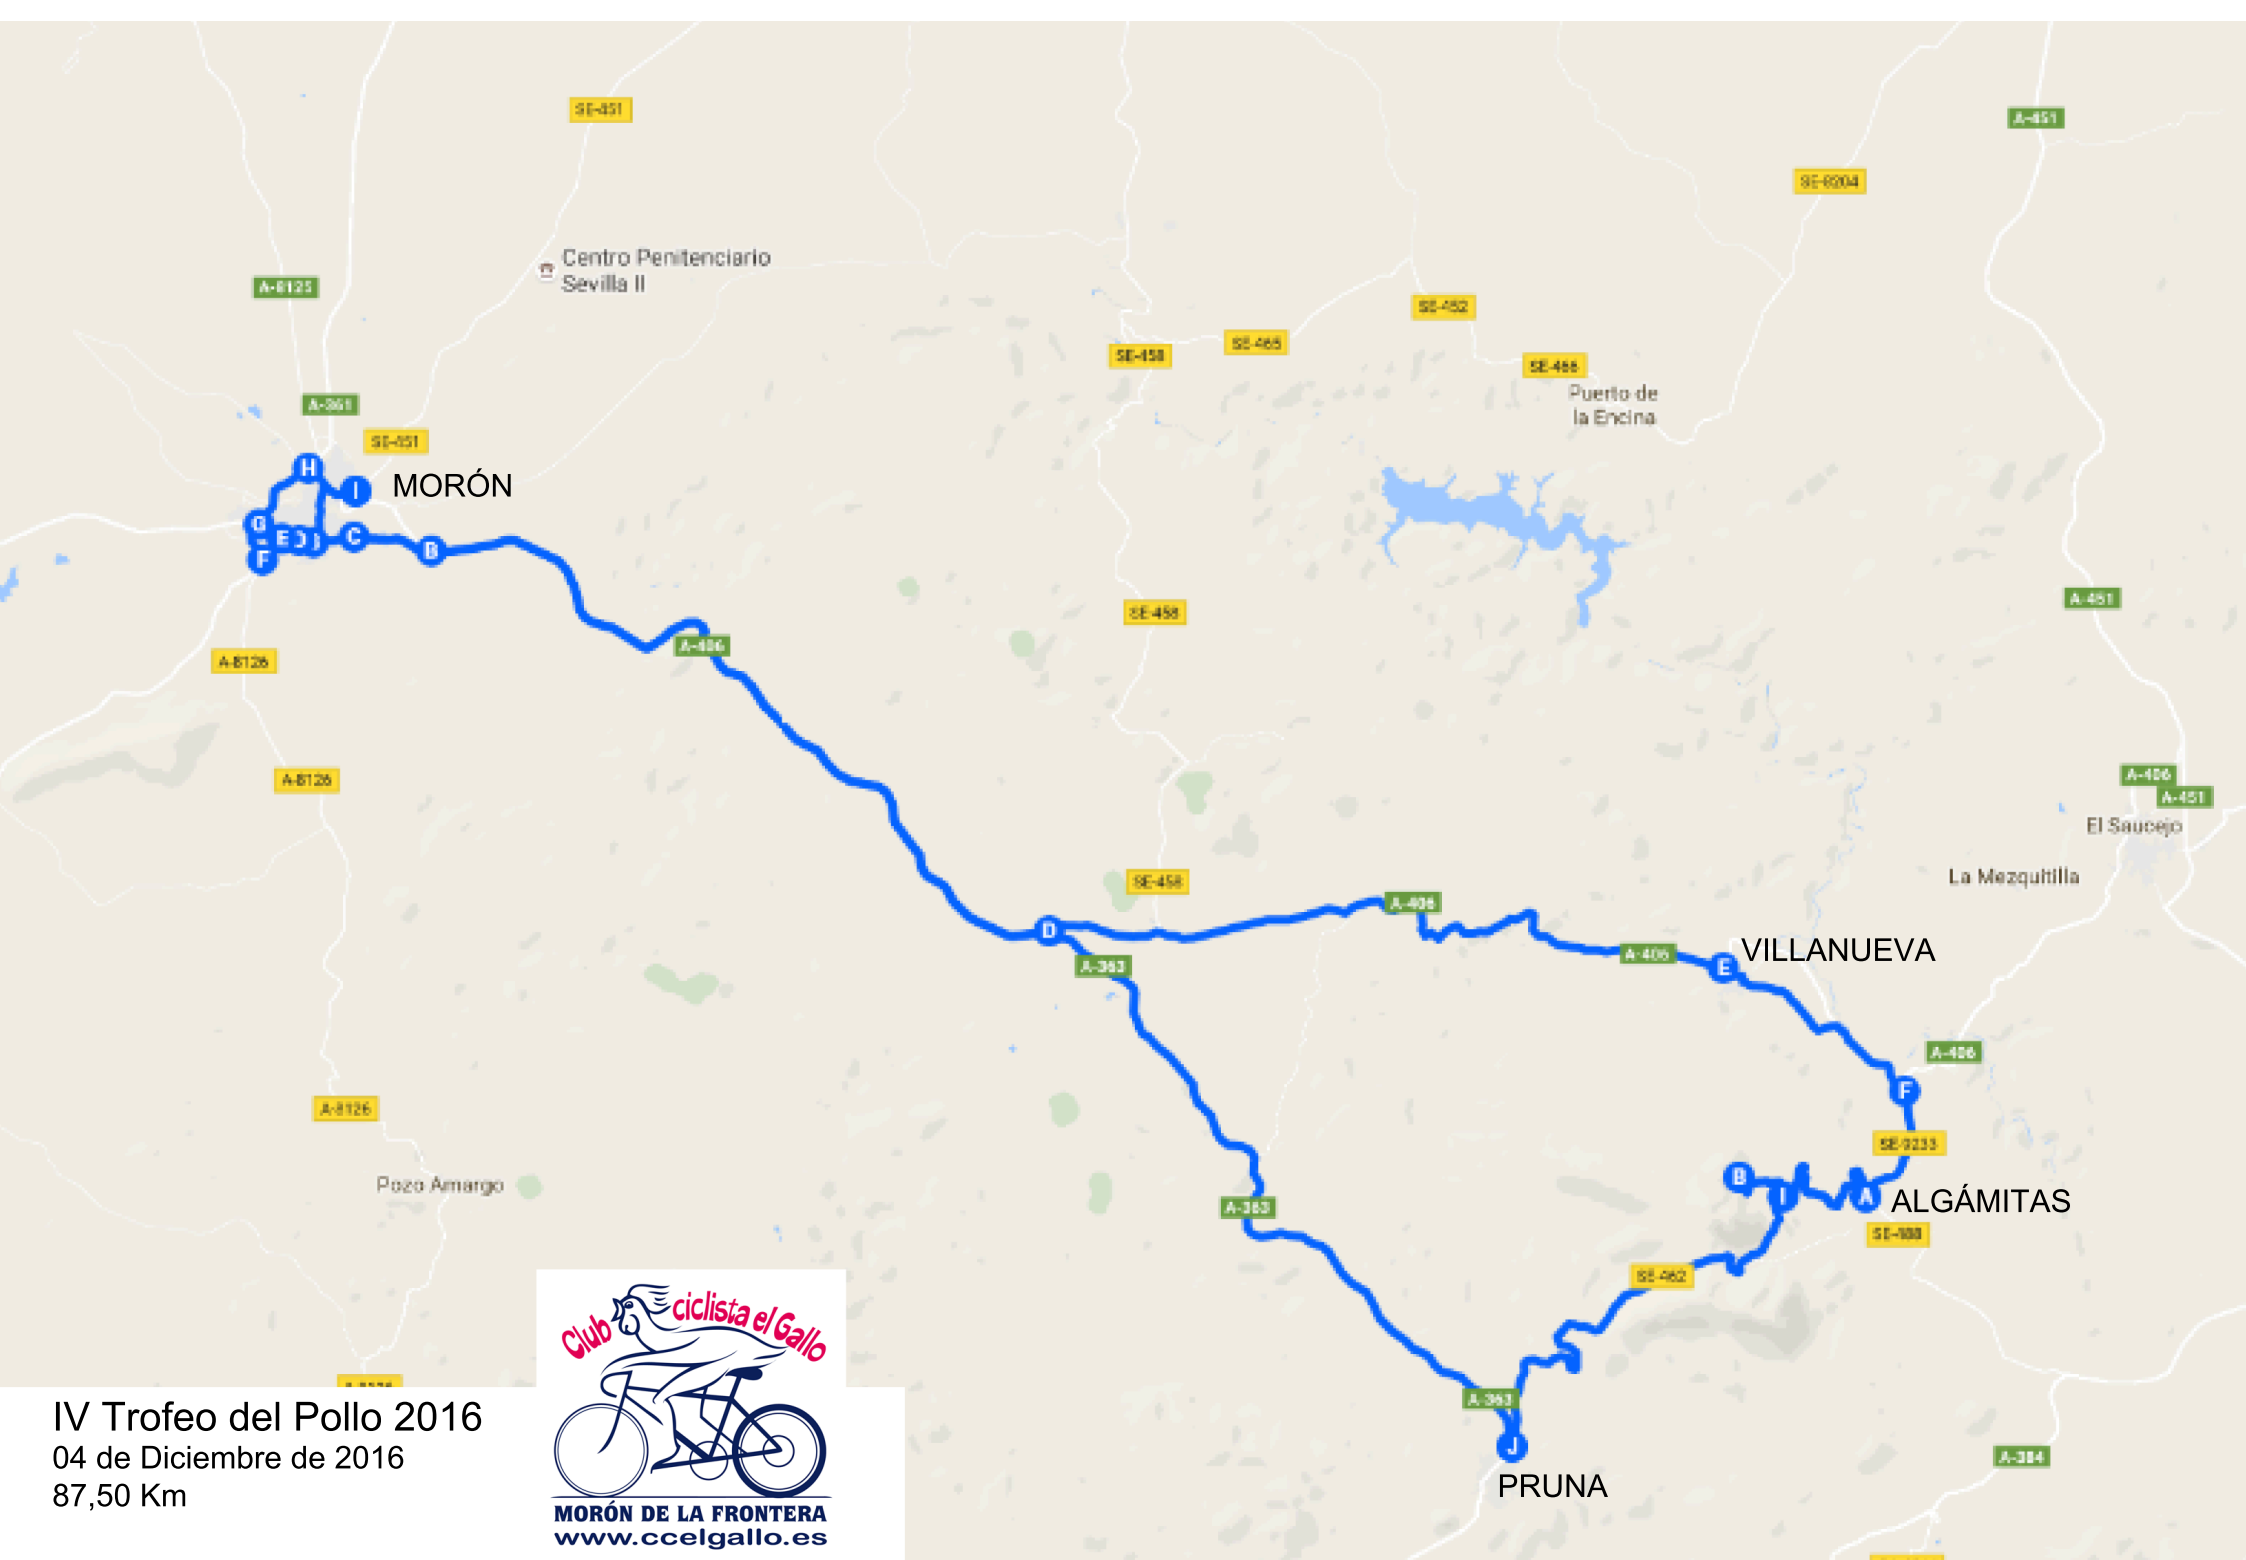 SE-451
A-451
SE-8204
Centro Penitenciario
Sevilla II
A-8125
SE-452
SE-465
SE-458
SE-466
Puerto de
la Encina
A-361
SE-451
H
I
MORÓN
G
E
D
J
C
B
F
A-451
SE-458
A-406
A-8126
A-406
A-451
A-8126
El Saucejo
La Mezquitilla
SE-458
A-406
D
A-363
A-406
E
VILLANUEVA
A-406
F
A-8126
SE-9233
Pozo Amargo
B
I
A
ALGÁMITAS
A-363
SE-188
SE-462
Club ciclista el Gallo
A-363
J
PRUNA
A-384
IV Trofeo del Pollo 2016
04 de Diciembre de 2016
87,50 Km
MORÓN DE LA FRONTERA
www.ccelgallo.es